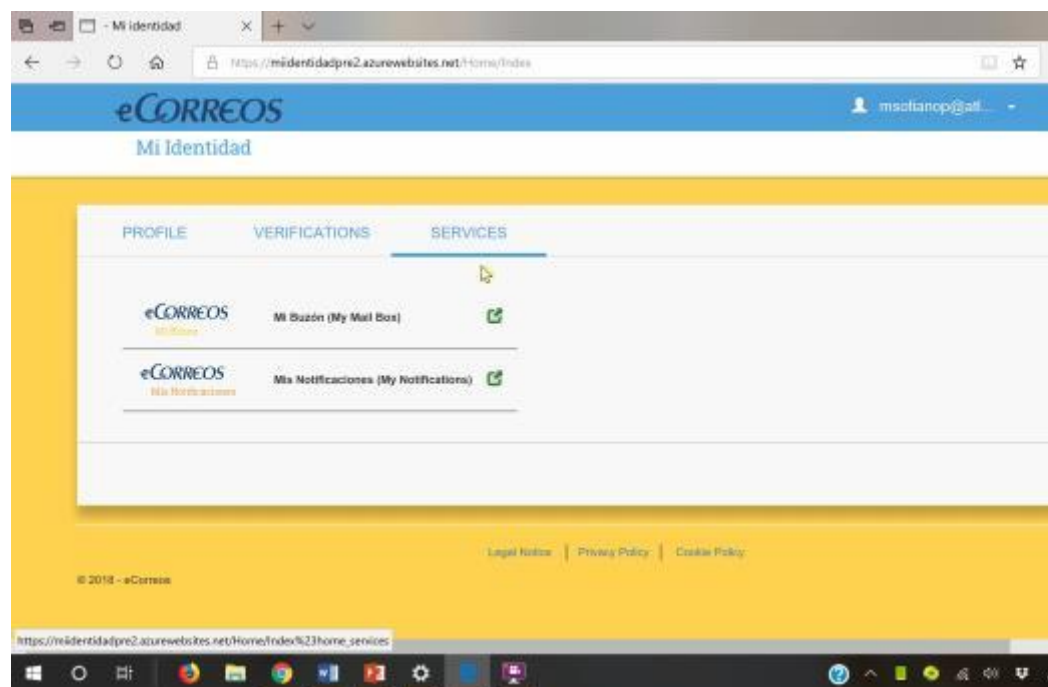 - Mi identidad
https://miidentidadpre2.azurewebsites.net/Home/Index
eCORREOS
msofianop@atl...
Mi Identidad
PROFILE VERIFICATIONS SERVICES
eCORREOS Mi Buzón (My Mail Box)
Mi Buzón
eCORREOS Mis Notificaciones (My Notifications)
Mis Notificaciones
Legal Notice | Privacy Policy | Cookie Policy
© 2018 - eCorreos
https://miidentidadpre2.azurewebsites.net/Home/Index%23home_services